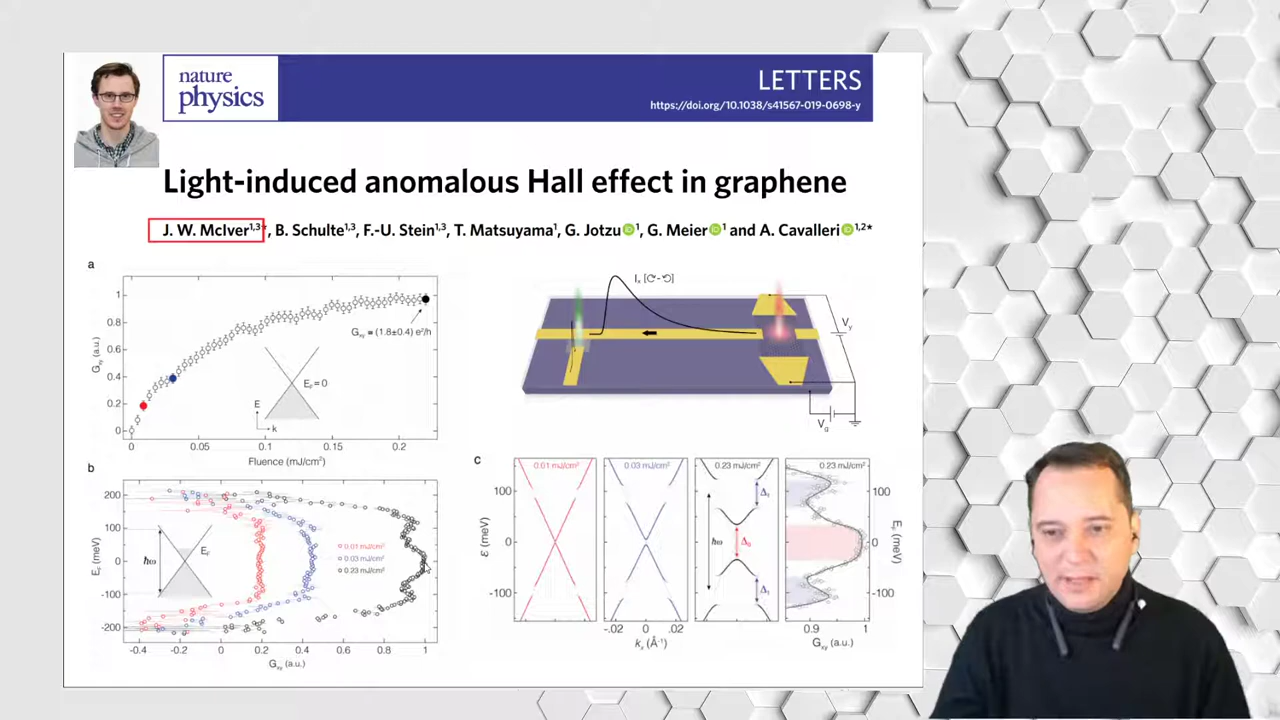 nature
physics
LETTERS
https://doi.org/10.1038/s41567-019-0698-y
Light-induced anomalous Hall effect in graphene
J. W. McIver1,3*, B. Schulte1,3, F.-U. Stein1,3, T. Matsuyama1, G. Jotzu1, G. Meier1 and A. Cavalleri1,2*
a
1
0.8
0.6
0.4
0.2
0
Gxy (a.u.)
Gxy = (1.8±0.4) e²/h
EF = 0
E
k
0 0.05 0.1 0.15 0.2
Fluence (mJ/cm²)
Ix [↻-↺]
Vy
Vg
b
200
100
0
-100
-200
EF (meV)
ħω
EF
0.01 mJ/cm²
0.03 mJ/cm²
0.23 mJ/cm²
-0.4 -0.2 0 0.2 0.4 0.6 0.8 1
Gxy (a.u.)
c
0.01 mJ/cm² 0.03 mJ/cm² 0.23 mJ/cm² 0.23 mJ/cm²
100
0
-100
ℰ (meV)
ħω
Δ1
Δ0
Δ1
100
0
-100
EF (meV)
-.02 0 .02
kx (Å-1)
0.9 1
Gxy (a.u.)